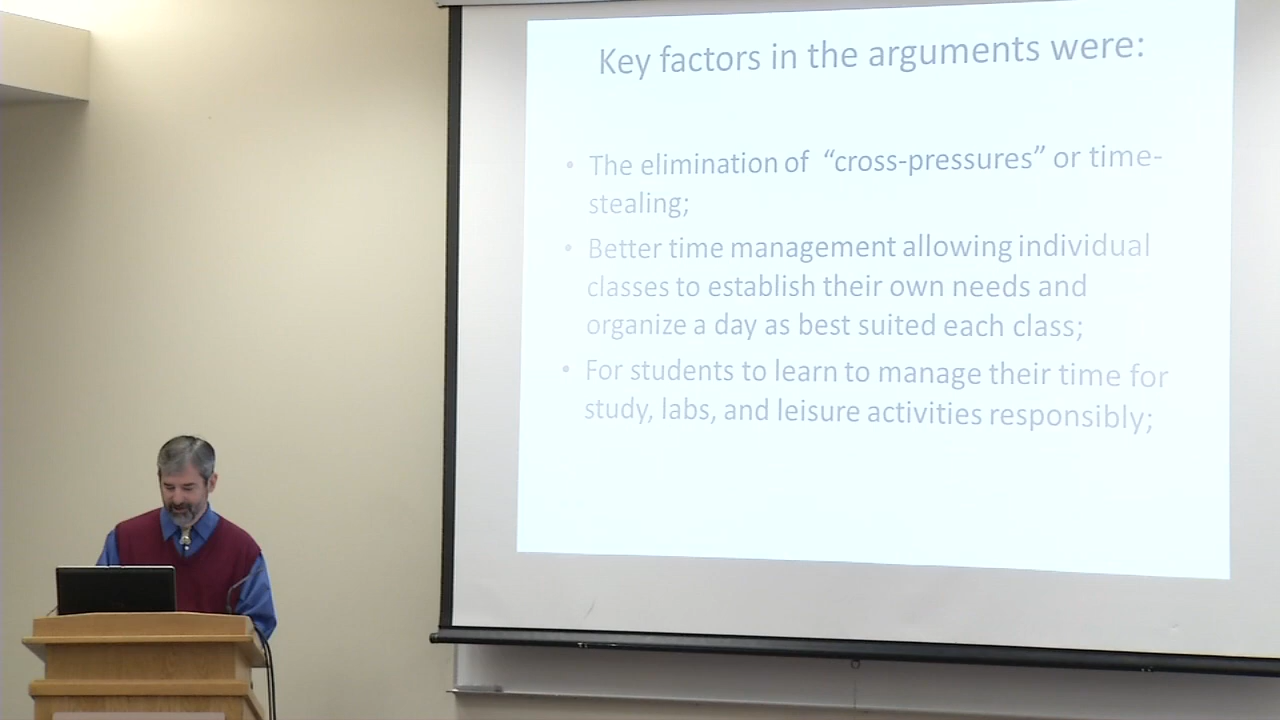 Key factors in the arguments were:
• The elimination of “cross-pressures” or time-
stealing;
• Better time management allowing individual
classes to establish their own needs and
organize a day as best suited each class;
• For students to learn to manage their time for
study, labs, and leisure activities responsibly;